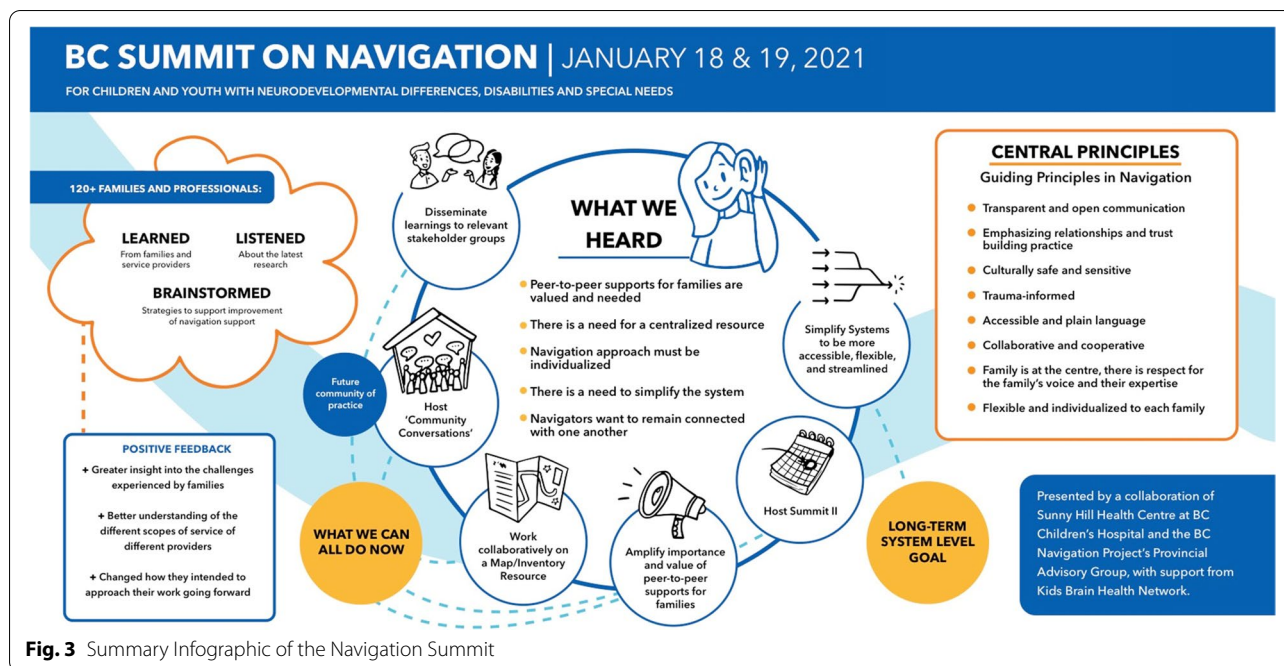 BC SUMMIT ON NAVIGATION | JANUARY 18 & 19, 2021
FOR CHILDREN AND YOUTH WITH NEURODEVELOPMENTAL DIFFERENCES, DISABILITIES AND SPECIAL NEEDS
120+ FAMILIES AND PROFESSIONALS:
LEARNED
From families and
service providers
LISTENED
About the latest
research
BRAINSTORMED
Strategies to support improvement
of navigation support
POSITIVE FEEDBACK
+ Greater insight into the challenges
experienced by families
+ Better understanding of the
different scopes of service of
different providers
+ Changed how they intended to
approach their work going forward
Disseminate
learnings to relevant
stakeholder groups
Future
community of
practice
Host
'Community
Conversations'
WHAT WE CAN
ALL DO NOW
Work
collaboratively on
a Map/Inventory
Resource
Amplify importance
and value of
peer-to-peer
supports for
families
Host Summit II
Simplify Systems
to be more
accessible, flexible,
and streamlined
LONG-TERM
SYSTEM LEVEL
GOAL
WHAT WE
HEARD
Peer-to-peer supports for families are
valued and needed
There is a need for a centralized resource
Navigation approach must be
individualized
There is a need to simplify the system
Navigators want to remain connected
with one another
CENTRAL PRINCIPLES
Guiding Principles in Navigation
Transparent and open communication
Emphasizing relationships and trust
building practice
Culturally safe and sensitive
Trauma-informed
Accessible and plain language
Collaborative and cooperative
Family is at the centre, there is respect for
the family's voice and their expertise
Flexible and individualized to each family
Presented by a collaboration of
Sunny Hill Health Centre at BC
Children's Hospital and the BC
Navigation Project's Provincial
Advisory Group, with support from
Kids Brain Health Network.
Fig. 3 Summary Infographic of the Navigation Summit